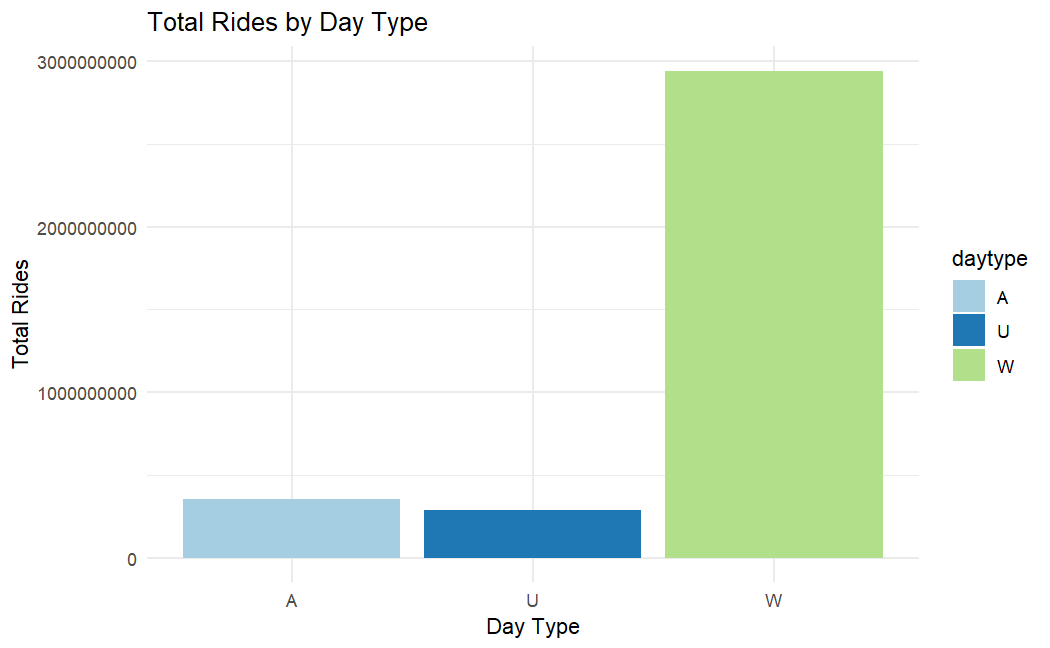 Total Rides by Day Type
3000000000
2000000000
1000000000
0
Total Rides
A
U
W
Day Type
daytype
A
U
W